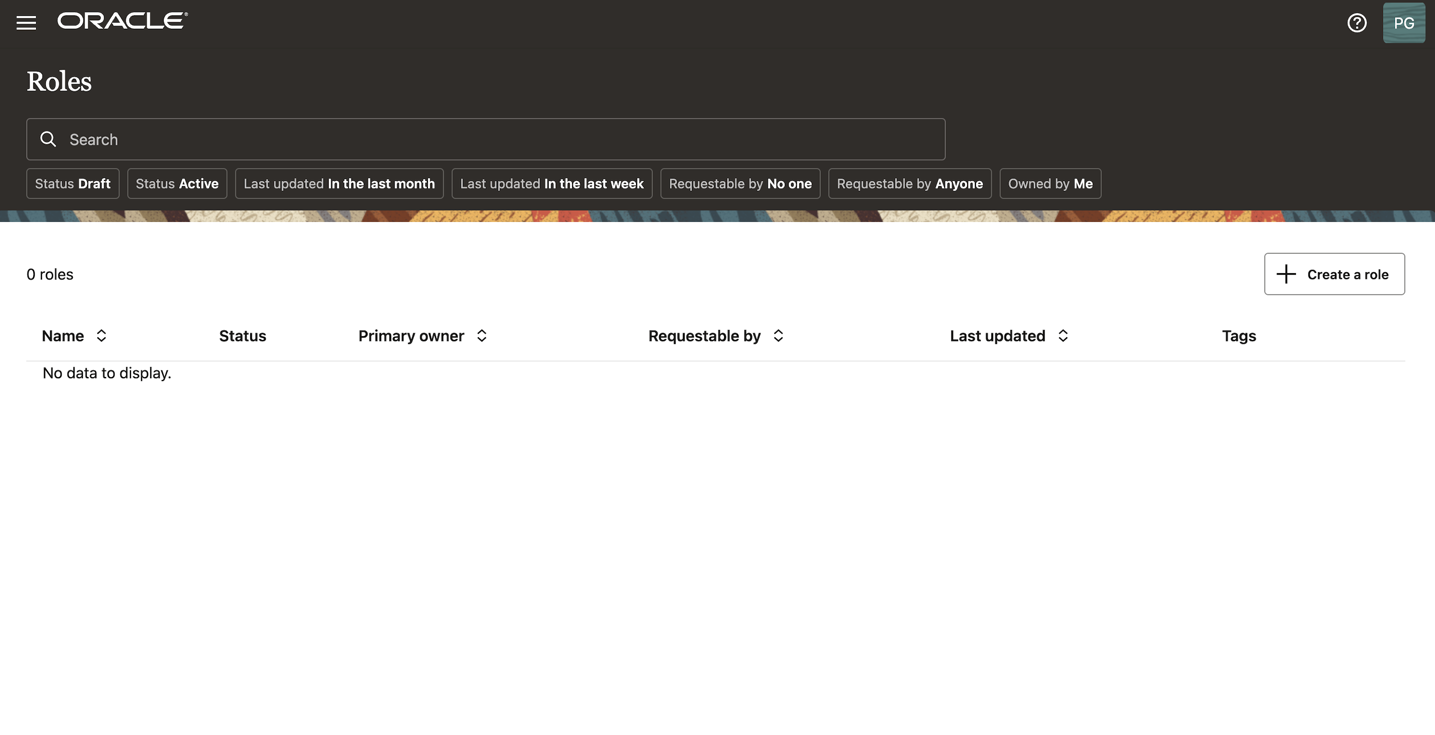 ORACLE®
PG
Roles
Search
Status Draft Status Active Last updated In the last month Last updated In the last week Requestable by No one Requestable by Anyone Owned by Me
0 roles
Create a role
Name Status Primary owner Requestable by Last updated Tags
No data to display.